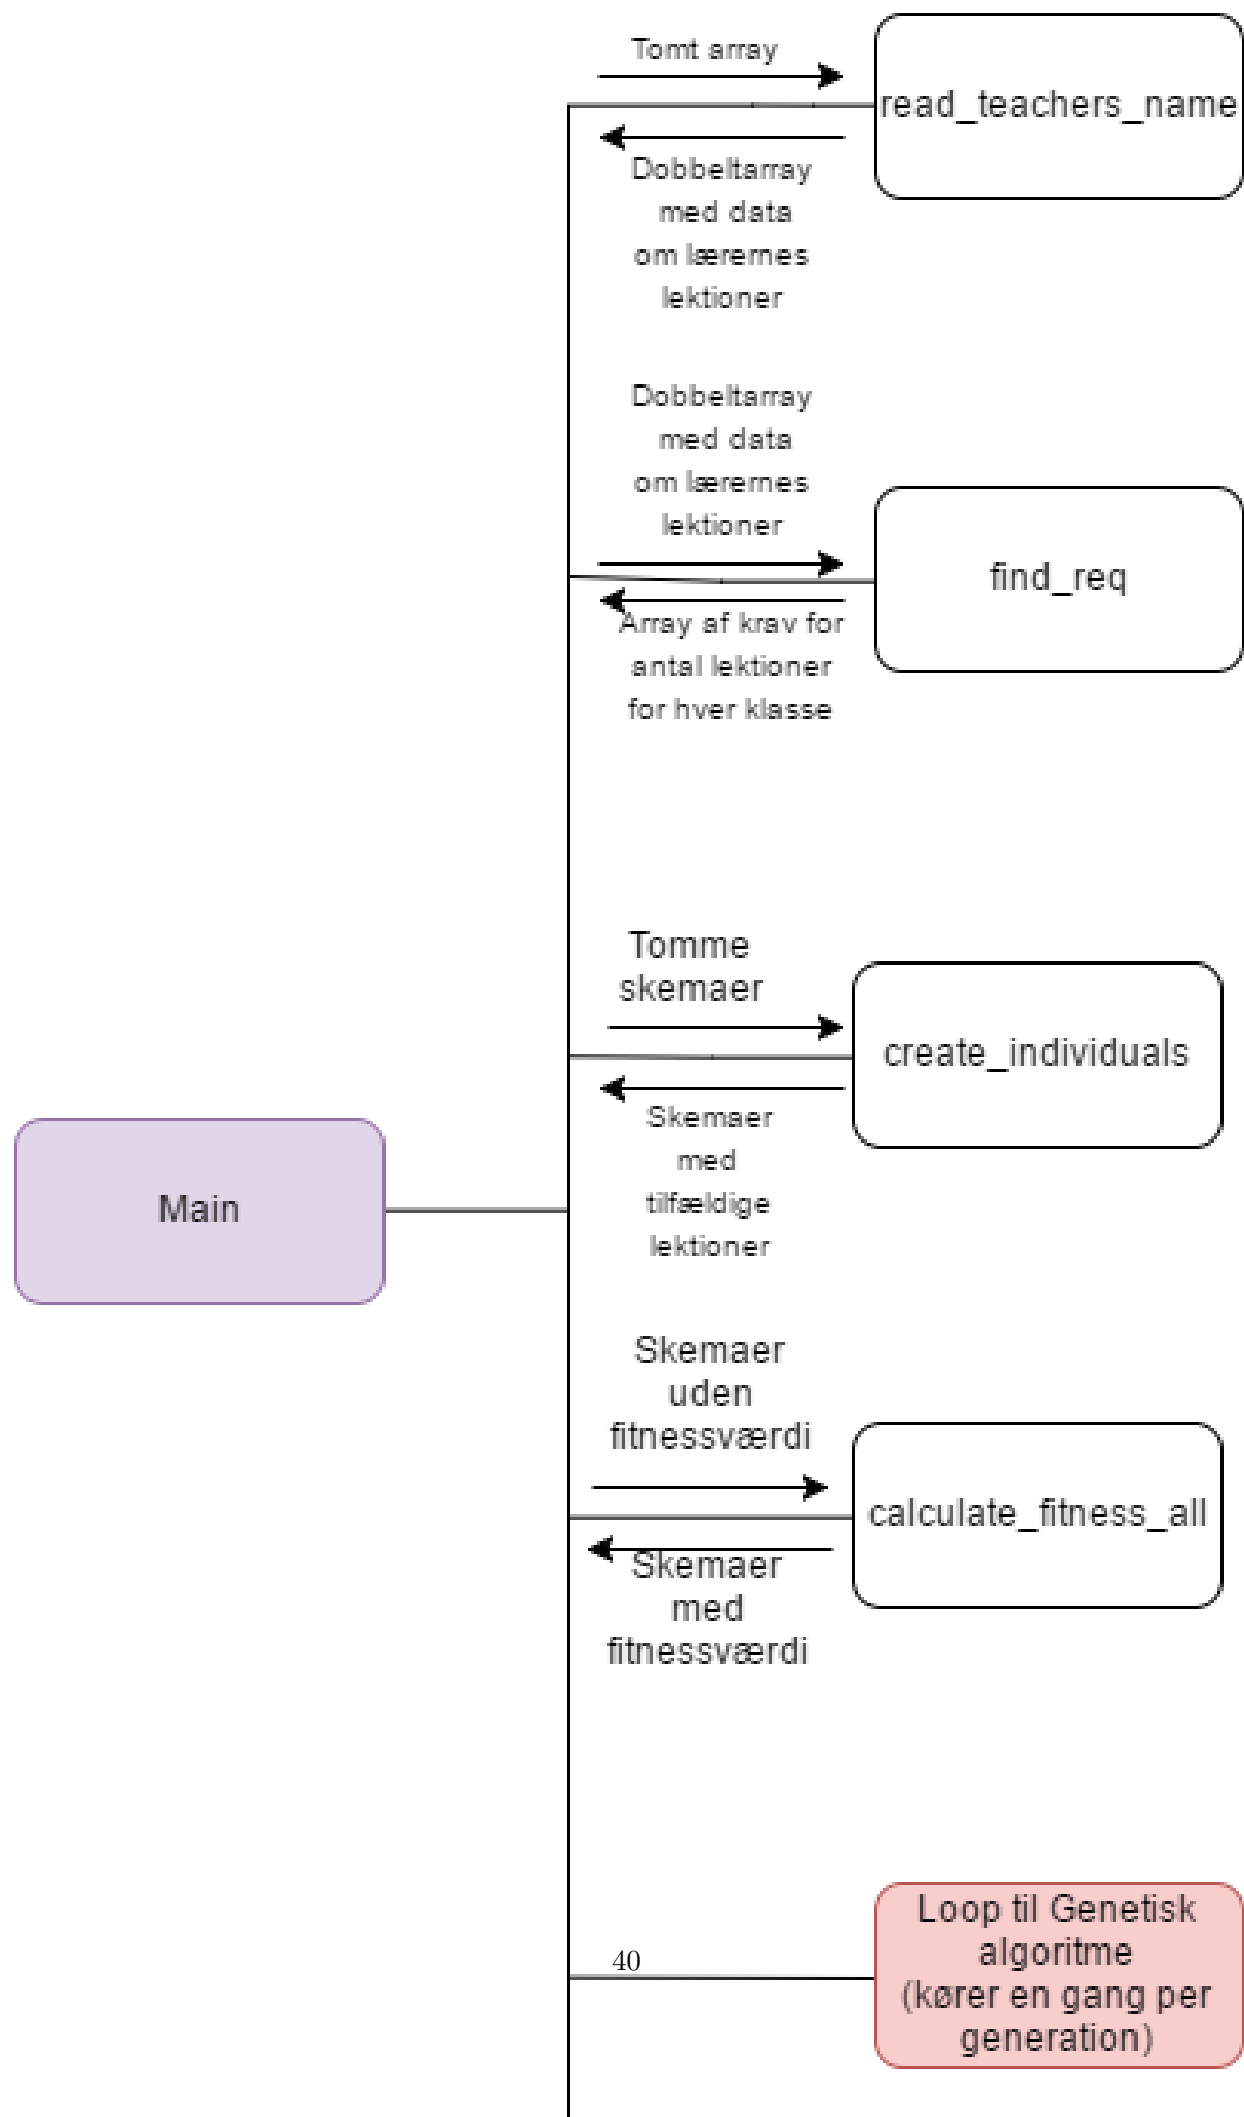 Tomt array
read_teachers_name
Dobbeltarray
med data
om lærernes
lektioner
Dobbeltarray
med data
om lærernes
lektioner
find_req
Array af krav for
antal lektioner
for hver klasse
Tomme
skemaer
create_individuals
Skemaer
med
tilfældige
lektioner
Main
Skemaer
uden
fitnessværdi
calculate_fitness_all
Skemaer
med
fitnessværdi
Loop til Genetisk
algoritme
(kører en gang per
generation)
40